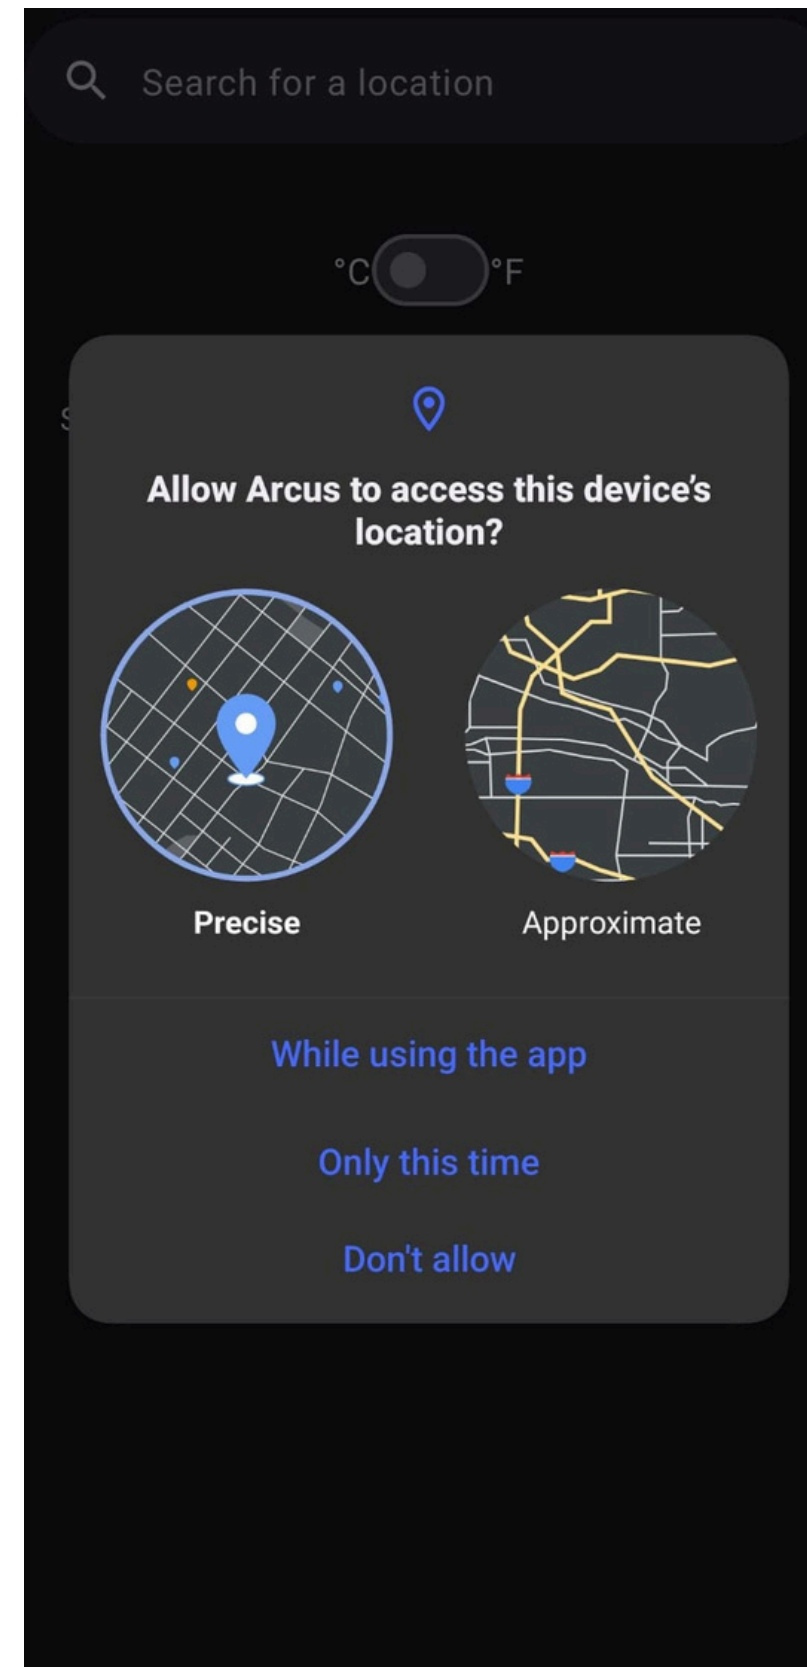 Search for a location
°C °F
S
Allow Arcus to access this device’s
location?
Precise Approximate
While using the app
Only this time
Don't allow